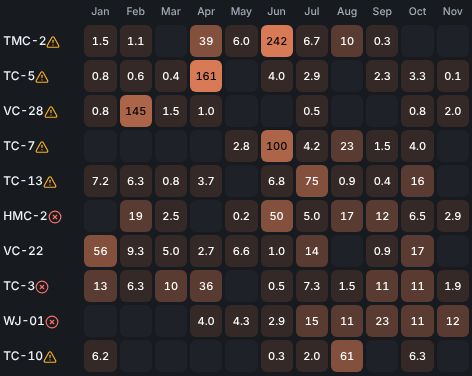 Jan Feb Mar Apr May Jun Jul Aug Sep Oct Nov
TMC-2 1.5 1.1 39 6.0 242 6.7 10 0.3
TC-5 0.8 0.6 0.4 161 4.0 2.9 2.3 3.3 0.1
VC-28 0.8 145 1.5 1.0 0.5 0.8 2.0
TC-7 2.8 100 4.2 23 1.5 4.0
TC-13 7.2 6.3 0.8 3.7 6.8 75 0.9 0.4 16
HMC-2 19 2.5 0.2 50 5.0 17 12 6.5 2.9
VC-22 56 9.3 5.0 2.7 6.6 1.0 14 0.9 17
TC-3 13 6.3 10 36 0.5 7.3 1.5 11 11 1.9
WJ-01 4.0 4.3 2.9 15 11 23 11 12
TC-10 6.2 0.3 2.0 61 6.3